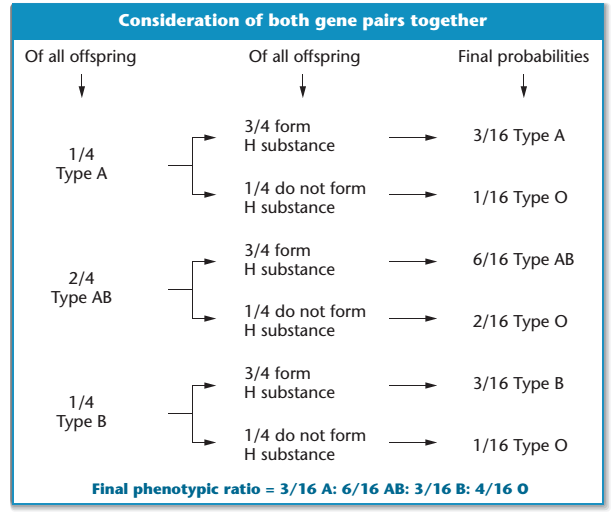 Consideration of both gene pairs together
Of all offspring
Of all offspring
Final probabilities
1/4
Type A
3/4 form
H substance
3/16 Type A
1/4 do not form
H substance
1/16 Type O
2/4
Type AB
3/4 form
H substance
6/16 Type AB
1/4 do not form
H substance
2/16 Type O
1/4
Type B
3/4 form
H substance
3/16 Type B
1/4 do not form
H substance
1/16 Type O
Final phenotypic ratio = 3/16 A: 6/16 AB: 3/16 B: 4/16 O